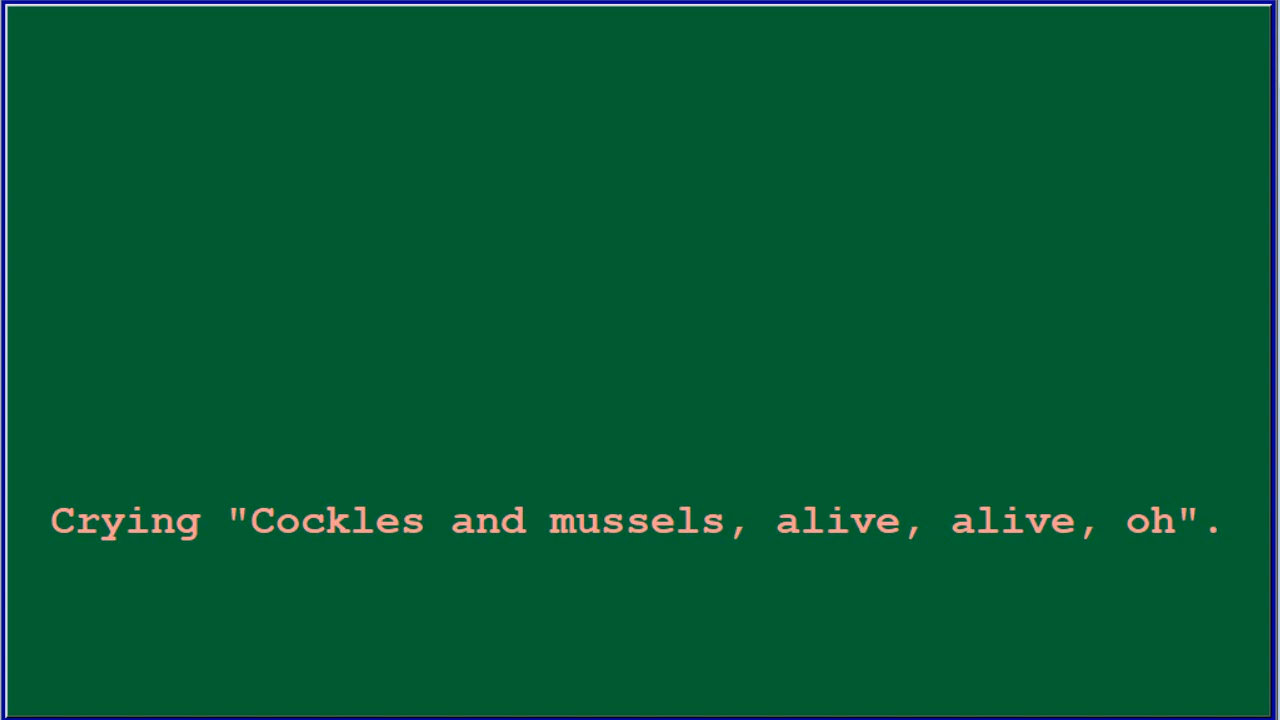 Crying "Cockles and mussels, alive, alive, oh".